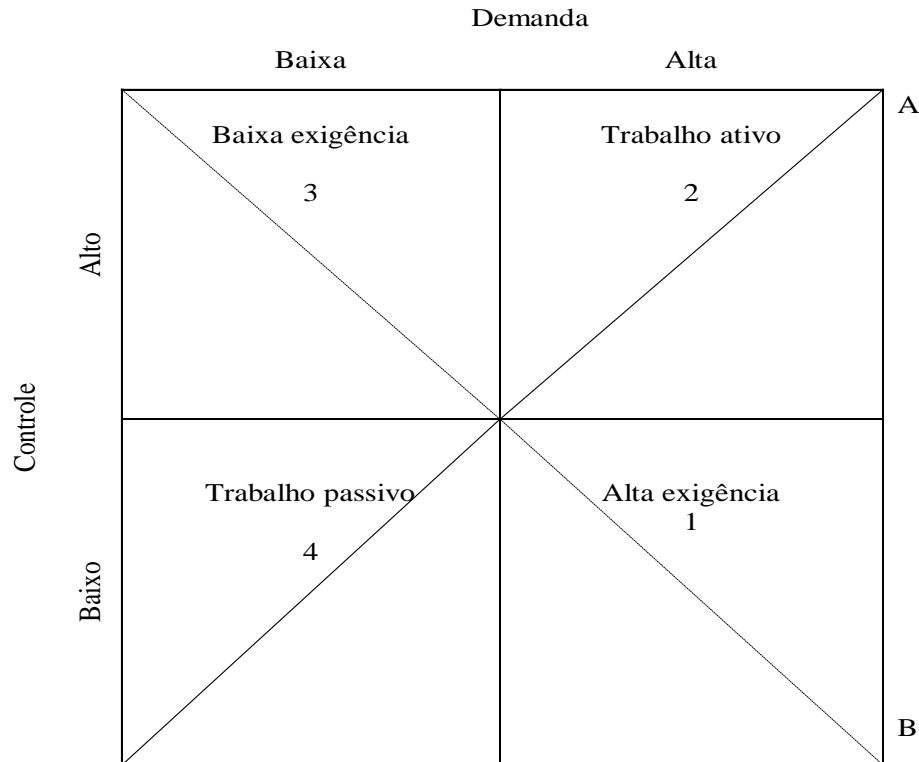 Demanda
Baixa Alta
A
Baixa exigência Trabalho ativo
3 2
Alto
Controle
Trabalho passivo Alta exigência
1
4
Baixo
B